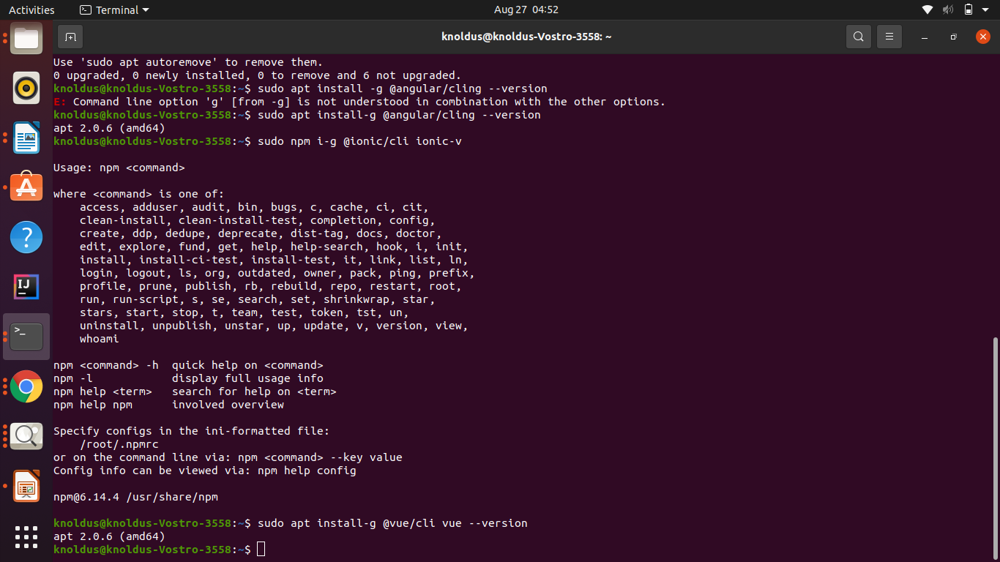 Activities
Terminal
Aug 27 04:52
knoldus@knoldus-Vostro-3558: ~
Use 'sudo apt autoremove' to remove them.
0 upgraded, 0 newly installed, 0 to remove and 6 not upgraded.
knoldus@knoldus-Vostro-3558:~$ sudo apt install -g @angular/cling --version
E: Command line option 'g' [from -g] is not understood in combination with the other options.
knoldus@knoldus-Vostro-3558:~$ sudo apt install-g @angular/cling --version
apt 2.0.6 (amd64)
knoldus@knoldus-Vostro-3558:~$ sudo npm i-g @ionic/cli ionic-v
Usage: npm <command>
where <command> is one of:
    access, adduser, audit, bin, bugs, c, cache, ci, cit,
    clean-install, clean-install-test, completion, config,
    create, ddp, dedupe, deprecate, dist-tag, docs, doctor,
    edit, explore, fund, get, help, help-search, hook, i, init,
    install, install-ci-test, install-test, it, link, list, ln,
    login, logout, ls, org, outdated, owner, pack, ping, prefix,
    profile, prune, publish, rb, rebuild, repo, restart, root,
    run, run-script, s, se, search, set, shrinkwrap, star,
    stars, start, stop, t, team, test, token, tst, un,
    uninstall, unpublish, unstar, up, update, v, version, view,
    whoami
npm <command> -h  quick help on <command>
npm -l            display full usage info
npm help <term>   search for help on <term>
npm help npm      involved overview
Specify configs in the ini-formatted file:
    /root/.npmrc
or on the command line via: npm <command> --key value
Config info can be viewed via: npm help config
npm@6.14.4 /usr/share/npm
knoldus@knoldus-Vostro-3558:~$ sudo apt install-g @vue/cli vue --version
apt 2.0.6 (amd64)
knoldus@knoldus-Vostro-3558:~$